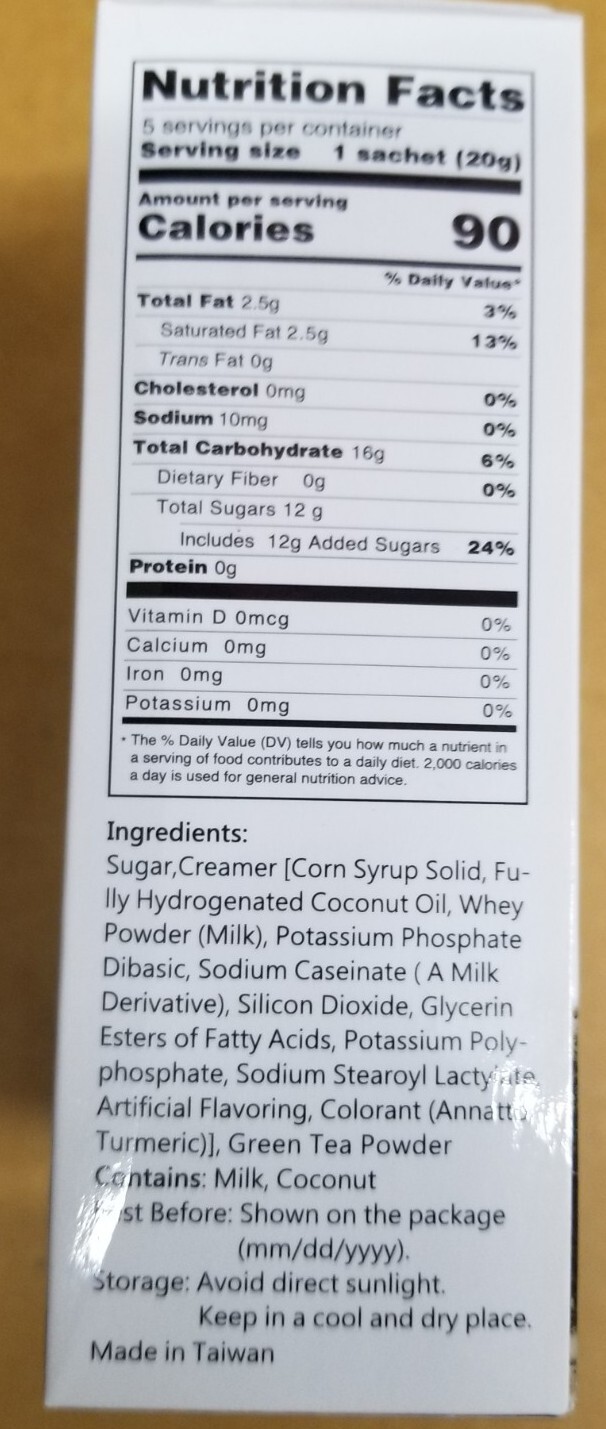 Nutrition Facts
5 servings per container
Serving size 1 sachet (20g)
Amount per serving
Calories 90
% Daily Value*
Total Fat 2.5g 3%
Saturated Fat 2.5g 13%
Trans Fat 0g
Cholesterol 0mg 0%
Sodium 10mg 0%
Total Carbohydrate 16g 6%
Dietary Fiber 0g 0%
Total Sugars 12 g
Includes 12g Added Sugars 24%
Protein 0g
Vitamin D 0mcg 0%
Calcium 0mg 0%
Iron 0mg 0%
Potassium 0mg 0%
* The % Daily Value (DV) tells you how much a nutrient in
a serving of food contributes to a daily diet. 2,000 calories
a day is used for general nutrition advice.
Ingredients:
Sugar,Creamer [Corn Syrup Solid, Fu-
lly Hydrogenated Coconut Oil, Whey
Powder (Milk), Potassium Phosphate
Dibasic, Sodium Caseinate ( A Milk
Derivative), Silicon Dioxide, Glycerin
Esters of Fatty Acids, Potassium Poly-
phosphate, Sodium Stearoyl Lactylate,
Artificial Flavoring, Colorant (Annatto,
Turmeric)], Green Tea Powder
Contains: Milk, Coconut
Best Before: Shown on the package
(mm/dd/yyyy).
Storage: Avoid direct sunlight.
Keep in a cool and dry place.
Made in Taiwan